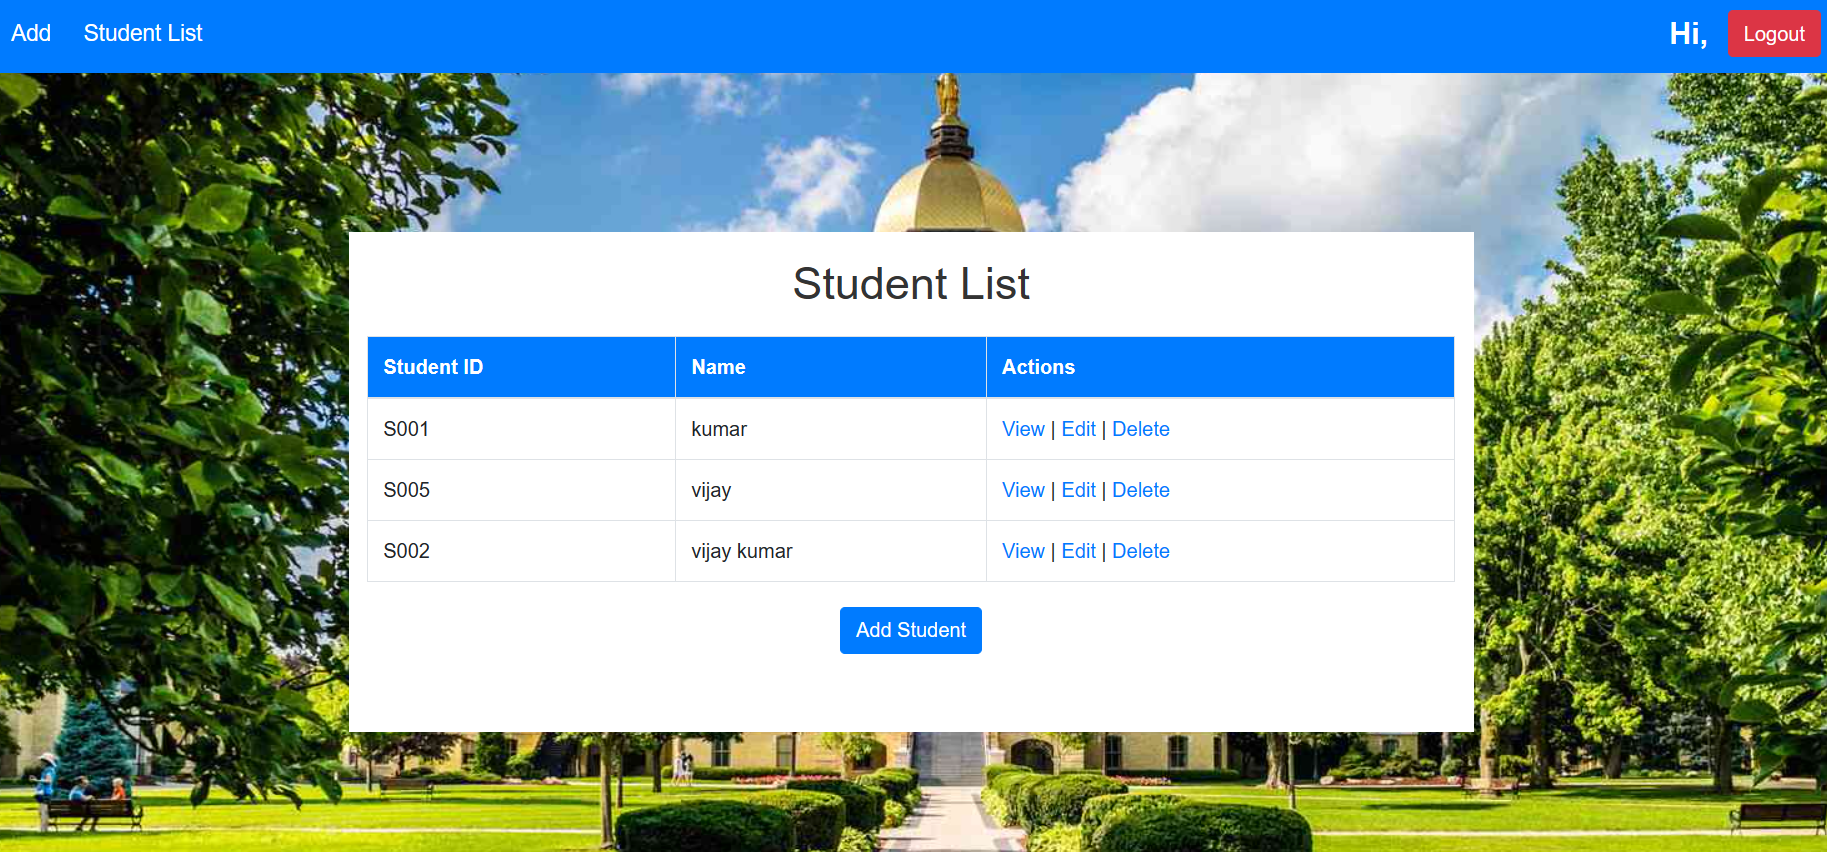 Add Student List Hi, Logout
Student List
Student ID Name Actions
S001 kumar View | Edit | Delete
S005 vijay View | Edit | Delete
S002 vijay kumar View | Edit | Delete
Add Student